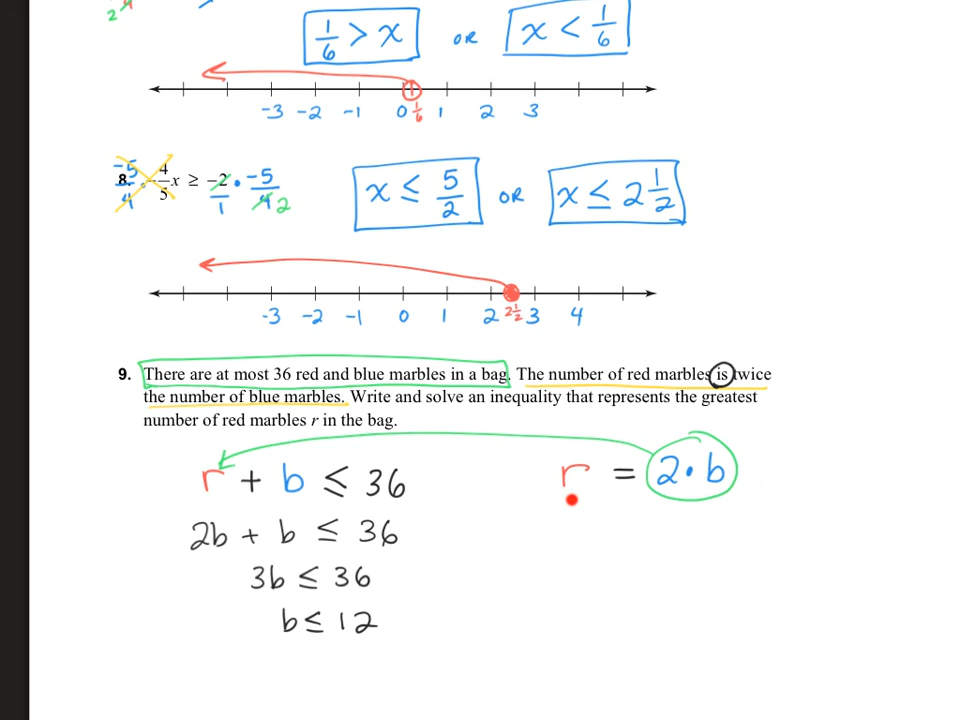 1/6 > x OR x < 1/6
-3 -2 -1 0 1/6 1 2 3
8. -5/4 · -4/5 x ≥ -2/1 · -5/4 2
x ≤ 5/2 OR x ≤ 2 1/2
-3 -2 -1 0 1 2 2 1/2 3 4
9. There are at most 36 red and blue marbles in a bag. The number of red marbles is twice
the number of blue marbles. Write and solve an inequality that represents the greatest
number of red marbles r in the bag.
r + b ≤ 36 r = 2 · b
2b + b ≤ 36
3b ≤ 36
b ≤ 12